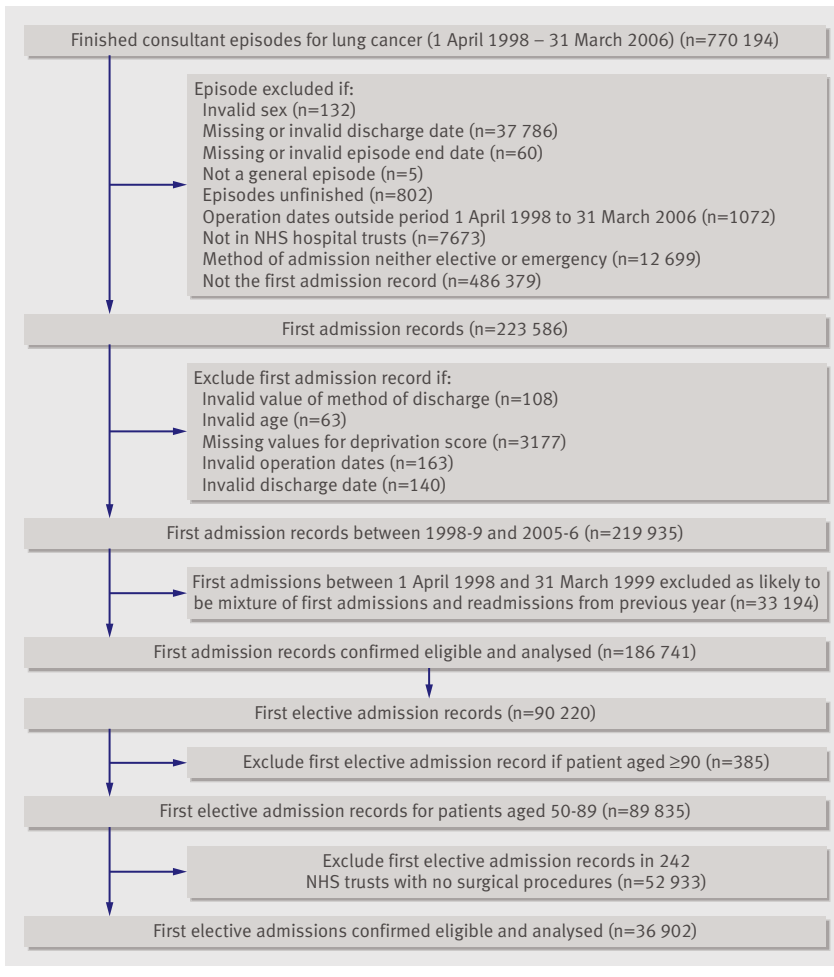 Finished consultant episodes for lung cancer (1 April 1998 – 31 March 2006) (n=770 194)
Episode excluded if:
Invalid sex (n=132)
Missing or invalid discharge date (n=37 786)
Missing or invalid episode end date (n=60)
Not a general episode (n=5)
Episodes unfinished (n=802)
Operation dates outside period 1 April 1998 to 31 March 2006 (n=1072)
Not in NHS hospital trusts (n=7673)
Method of admission neither elective or emergency (n=12 699)
Not the first admission record (n=486 379)
First admission records (n=223 586)
Exclude first admission record if:
Invalid value of method of discharge (n=108)
Invalid age (n=63)
Missing values for deprivation score (n=3177)
Invalid operation dates (n=163)
Invalid discharge date (n=140)
First admission records between 1998-9 and 2005-6 (n=219 935)
First admissions between 1 April 1998 and 31 March 1999 excluded as likely to
be mixture of first admissions and readmissions from previous year (n=33 194)
First admission records confirmed eligible and analysed (n=186 741)
First elective admission records (n=90 220)
Exclude first elective admission record if patient aged ≥90 (n=385)
First elective admission records for patients aged 50-89 (n=89 835)
Exclude first elective admission records in 242
NHS trusts with no surgical procedures (n=52 933)
First elective admissions confirmed eligible and analysed (n=36 902)